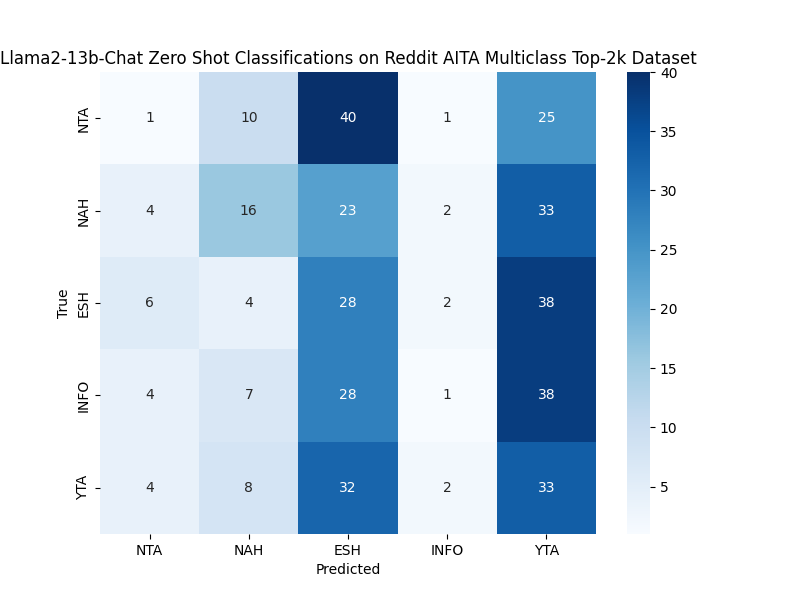 Llama2-13b-Chat Zero Shot Classifications on Reddit AITA Multiclass Top-2k Dataset
True
NTA 1 10 40 1 25
NAH 4 16 23 2 33
ESH 6 4 28 2 38
INFO 4 7 28 1 38
YTA 4 8 32 2 33
NTA NAH ESH INFO YTA
Predicted
40
35
30
25
20
15
10
5